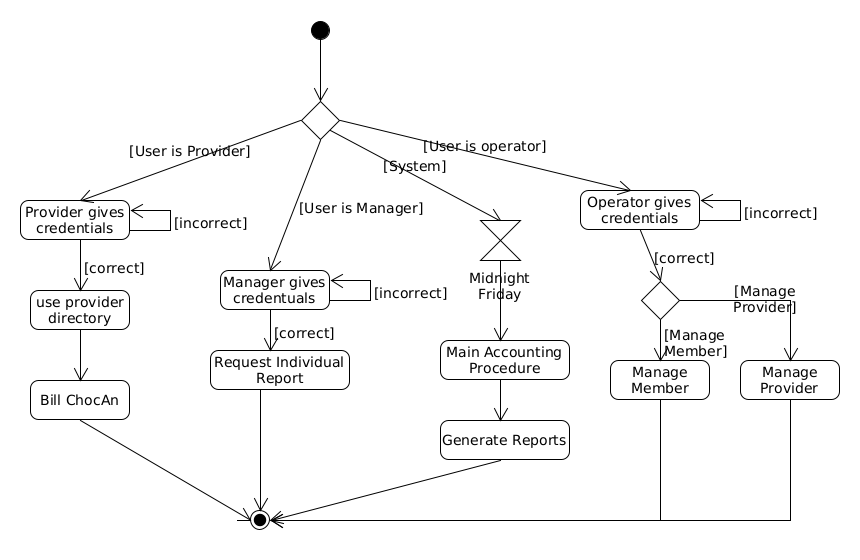 [User is Provider]
[User is operator]
[System]
[User is Manager]
Provider gives
credentials
[incorrect]
Operator gives
credentials
[incorrect]
[correct]
[correct]
Manager gives
credentuals
[incorrect]
Midnight
Friday
use provider
directory
[Manage
Provider]
[correct]
[Manage
Member]
Request Individual
Report
Main Accounting
Procedure
Manage
Member
Manage
Provider
Bill ChocAn
Generate Reports